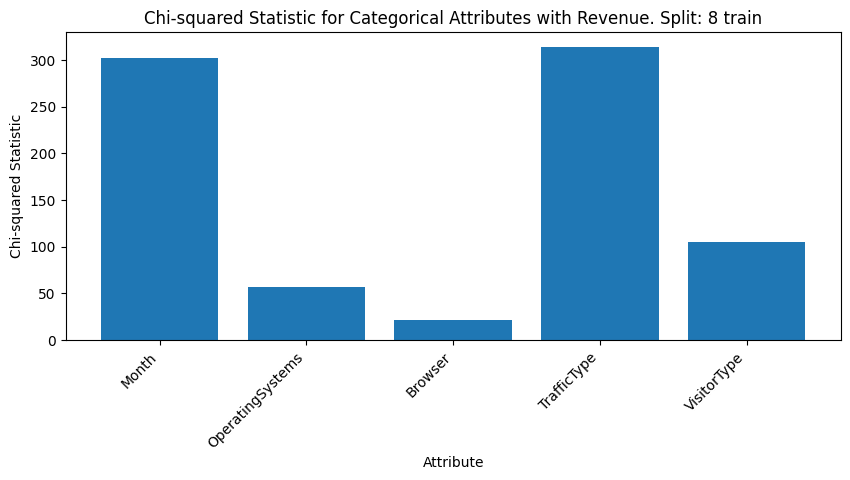 Chi-squared Statistic for Categorical Attributes with Revenue. Split: 8 train
Chi-squared Statistic
300
250
200
150
100
50
0
Month
OperatingSystems
Browser
TrafficType
VisitorType
Attribute